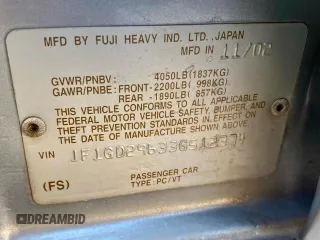 MFD BY FUJI HEAVY IND. LTD., JAPAN
MFD IN 11/02
GVWR/PNBV: 4050LB(1837KG)
GAWR/PNBE: FRONT-2200LB( 998KG)
REAR -1890LB( 857KG)
THIS VEHICLE CONFORMS TO ALL APPLICABLE
FEDERAL MOTOR VEHICLE SAFETY, BUMPER, AND
THEFT PREVENTION STANDARDS IN EFFECT ON
THE DATE OF MANUFACTURE SHOWN ABOVE.
VIN
(FS)
PASSENGER CAR
TYPE:PC/VT
DREAMBID